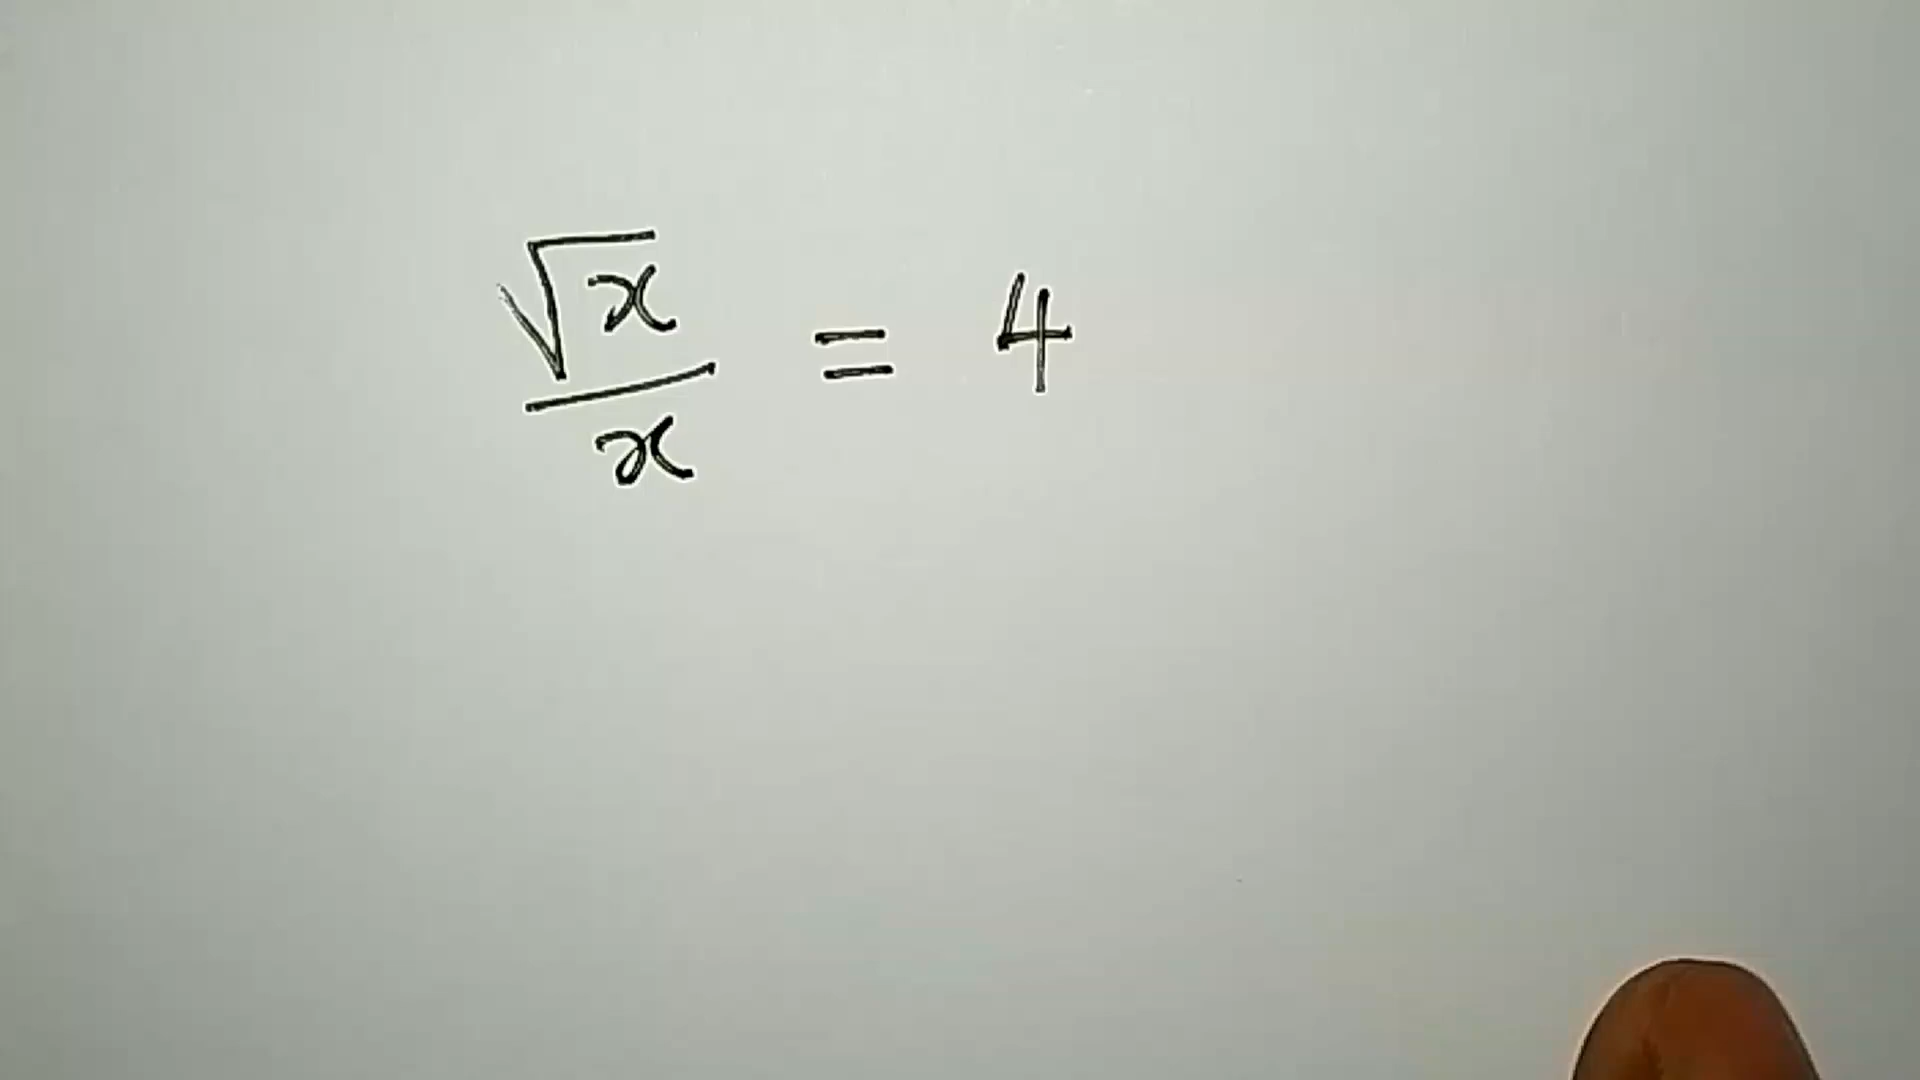 √x/x = 4